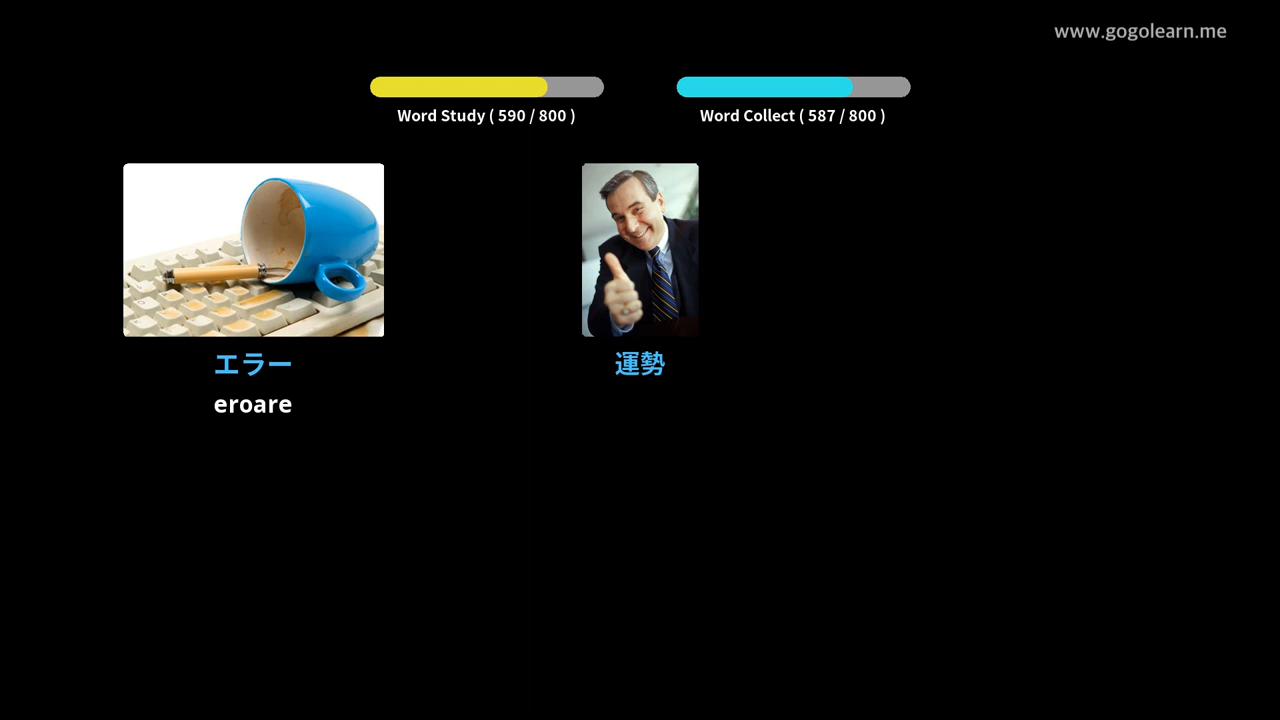 www.gogolearn.me
Word Study ( 590 / 800 )
Word Collect ( 587 / 800 )
エラー
eroare
運勢